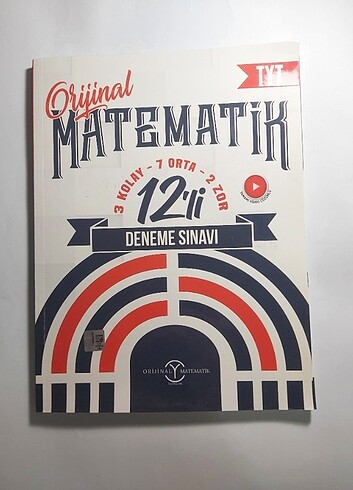 TYT
Orijinal
MATEMATİK
3 KOLAY - 7 ORTA - 2 ZOR
12'li
DENEME SINAVI
ORİJİNAL MATEMATİK